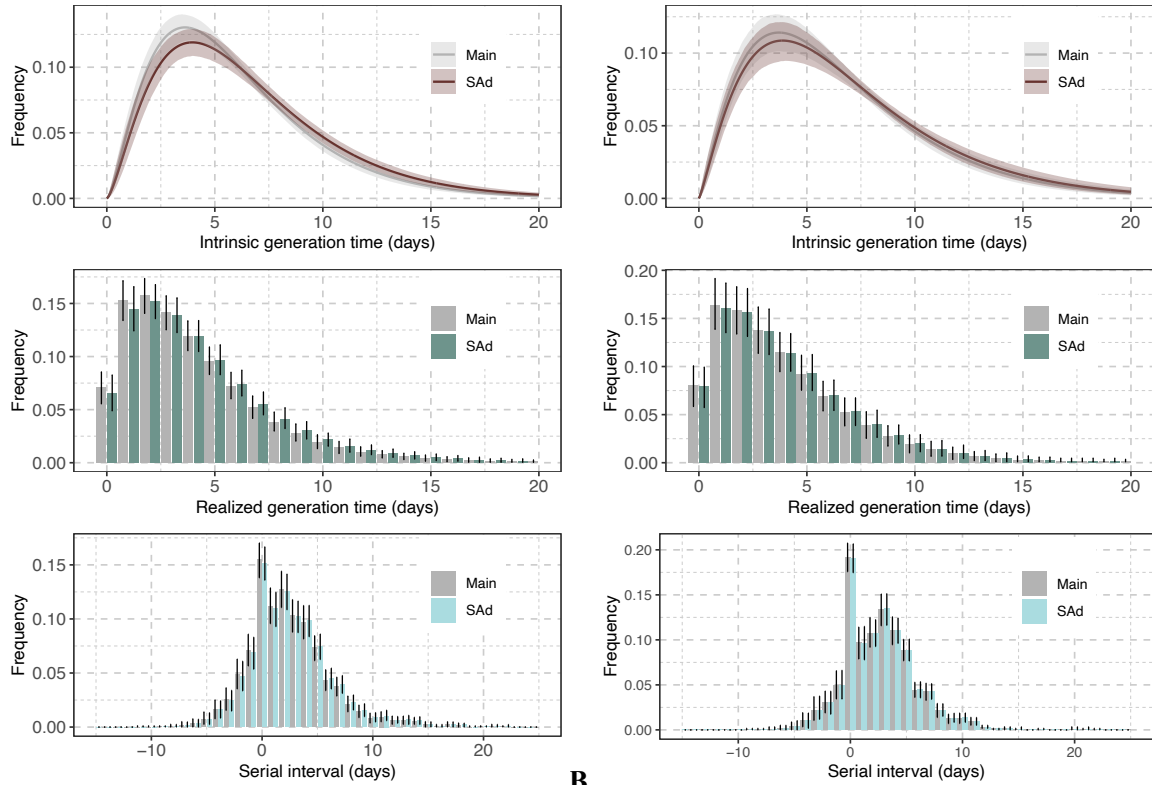 Frequency
0.10
0.05
0.00
Main
SAd
0 5 10 15 20
Intrinsic generation time (days)
Frequency
0.10
0.05
0.00
Main
SAd
0 5 10 15 20
Intrinsic generation time (days)
Frequency
0.15
0.10
0.05
0.00
Main
SAd
0 5 10 15 20
Realized generation time (days)
Frequency
0.20
0.15
0.10
0.05
0.00
Main
SAd
0 5 10 15 20
Realized generation time (days)
Frequency
0.15
0.10
0.05
0.00
Main
SAd
−10 0 10 20
Serial interval (days)
Frequency
0.20
0.15
0.10
0.05
0.00
Main
SAd
−10 0 10 20
Serial interval (days)